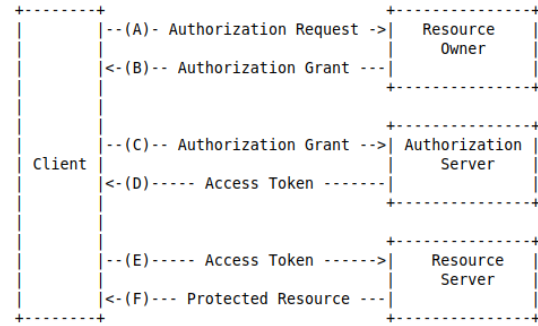 --(A)- Authorization Request ->
Resource
Owner
<-(B)-- Authorization Grant ---
--(C)-- Authorization Grant -->
Authorization
Client
Server
<-(D)----- Access Token -------
--(E)----- Access Token ------>
Resource
Server
<-(F)--- Protected Resource ---